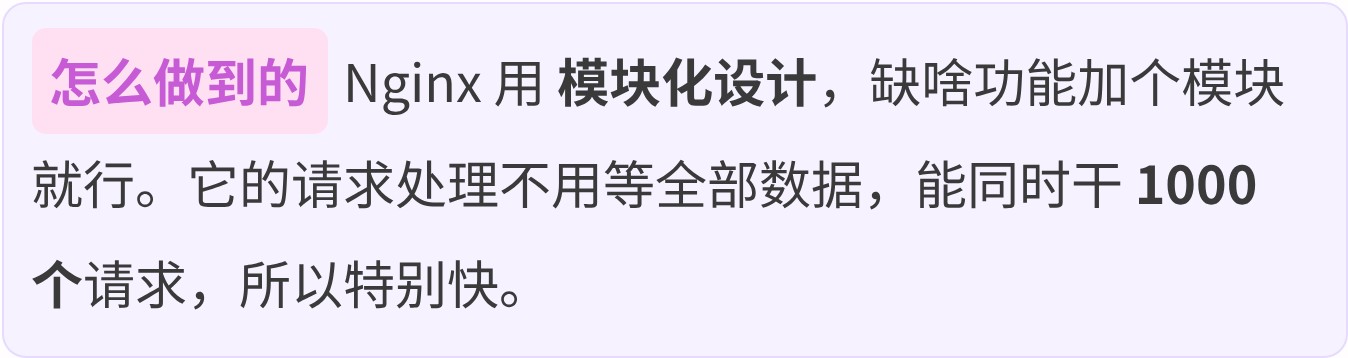 怎么做到的 Nginx 用 模块化设计，缺啥功能加个模块
就行。它的请求处理不用等全部数据，能同时干 1000
个请求，所以特别快。